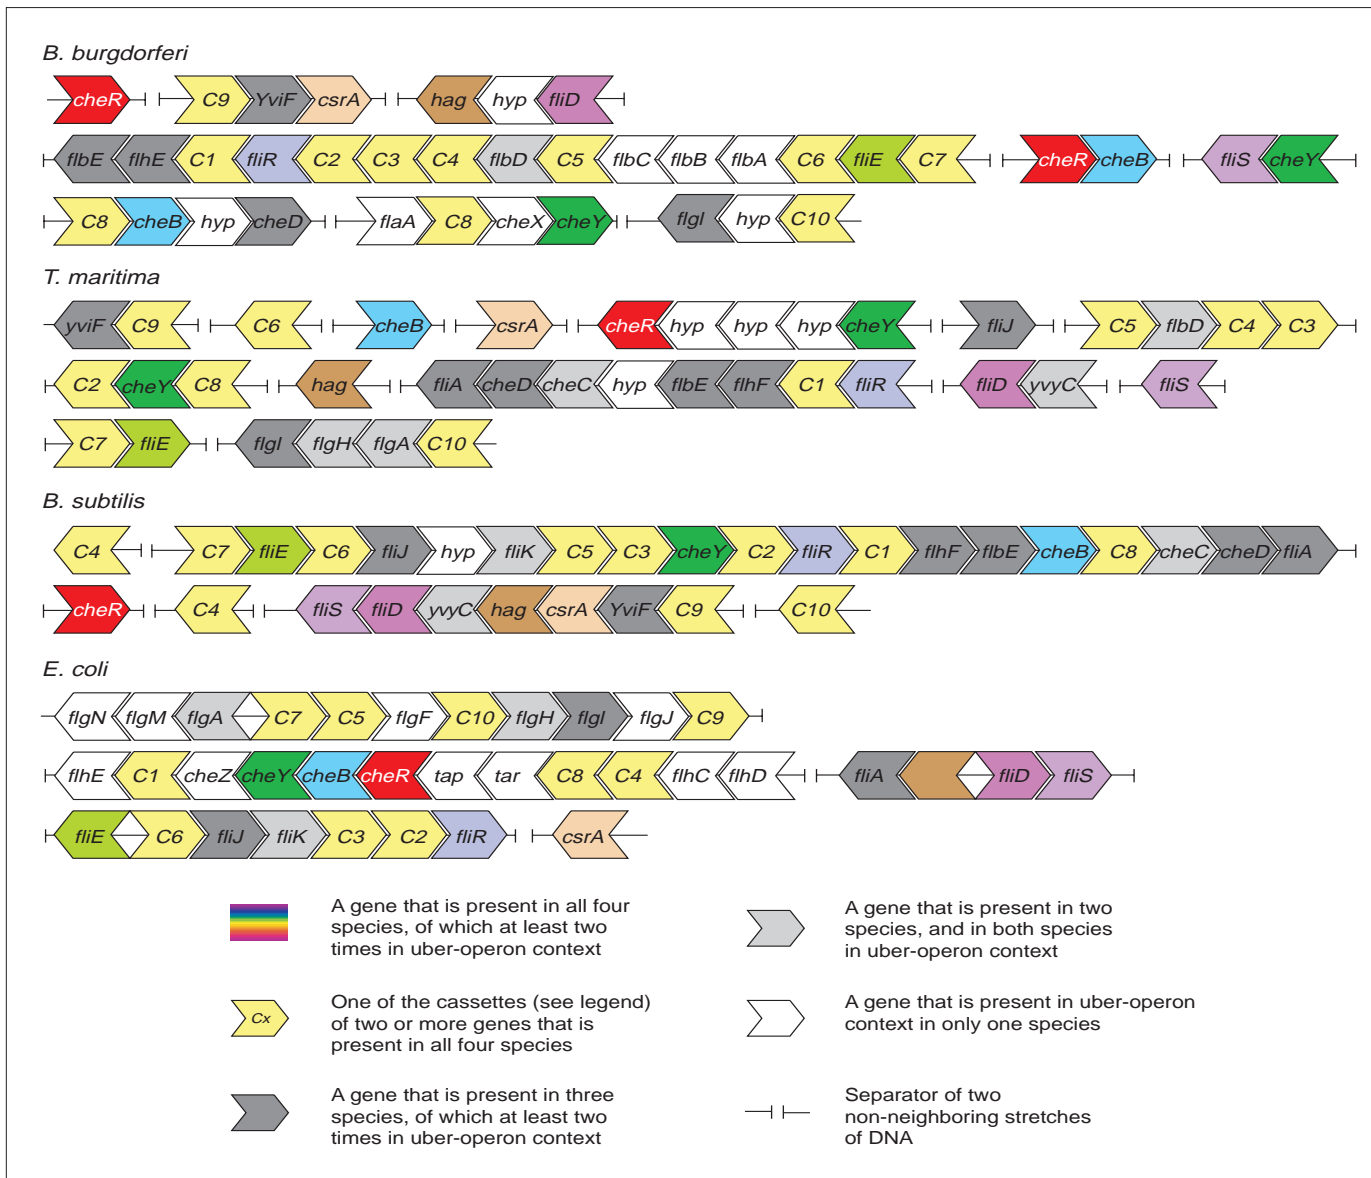 B. burgdorferi
cheR C9 YviF csrA hag hyp fliD
flbE flhE C1 fliR C2 C3 C4 flbD C5 flbC flbB flbA C6 fliE C7 cheR cheB fliS cheY
C8 cheB hyp cheD flaA C8 cheX cheY flgI hyp C10
T. maritima
yviF C9 C6 cheB csrA cheR hyp hyp hyp cheY fliJ C5 flbD C4 C3
C2 cheY C8 hag fliA cheD cheC hyp flbE flhF C1 fliR fliD yvyC fliS
C7 fliE flgI flgH flgA C10
B. subtilis
C4 C7 fliE C6 fliJ hyp fliK C5 C3 cheY C2 fliR C1 flhF flbE cheB C8 cheC cheD fliA
cheR C4 fliS fliD yvyC hag csrA YviF C9 C10
E. coli
flgN flgM flgA C7 C5 flgF C10 flgH flgI flgJ C9
flhE C1 cheZ cheY cheB cheR tap tar C8 C4 flhC flhD fliA fliD fliS
fliE C6 fliJ fliK C3 C2 fliR csrA
A gene that is present in all four
species, of which at least two
times in uber-operon context
Cx
One of the cassettes (see legend)
of two or more genes that is
present in all four species
A gene that is present in three
species, of which at least two
times in uber-operon context
A gene that is present in two
species, and in both species
in uber-operon context
A gene that is present in uber-operon
context in only one species
Separator of two
non-neighboring stretches
of DNA